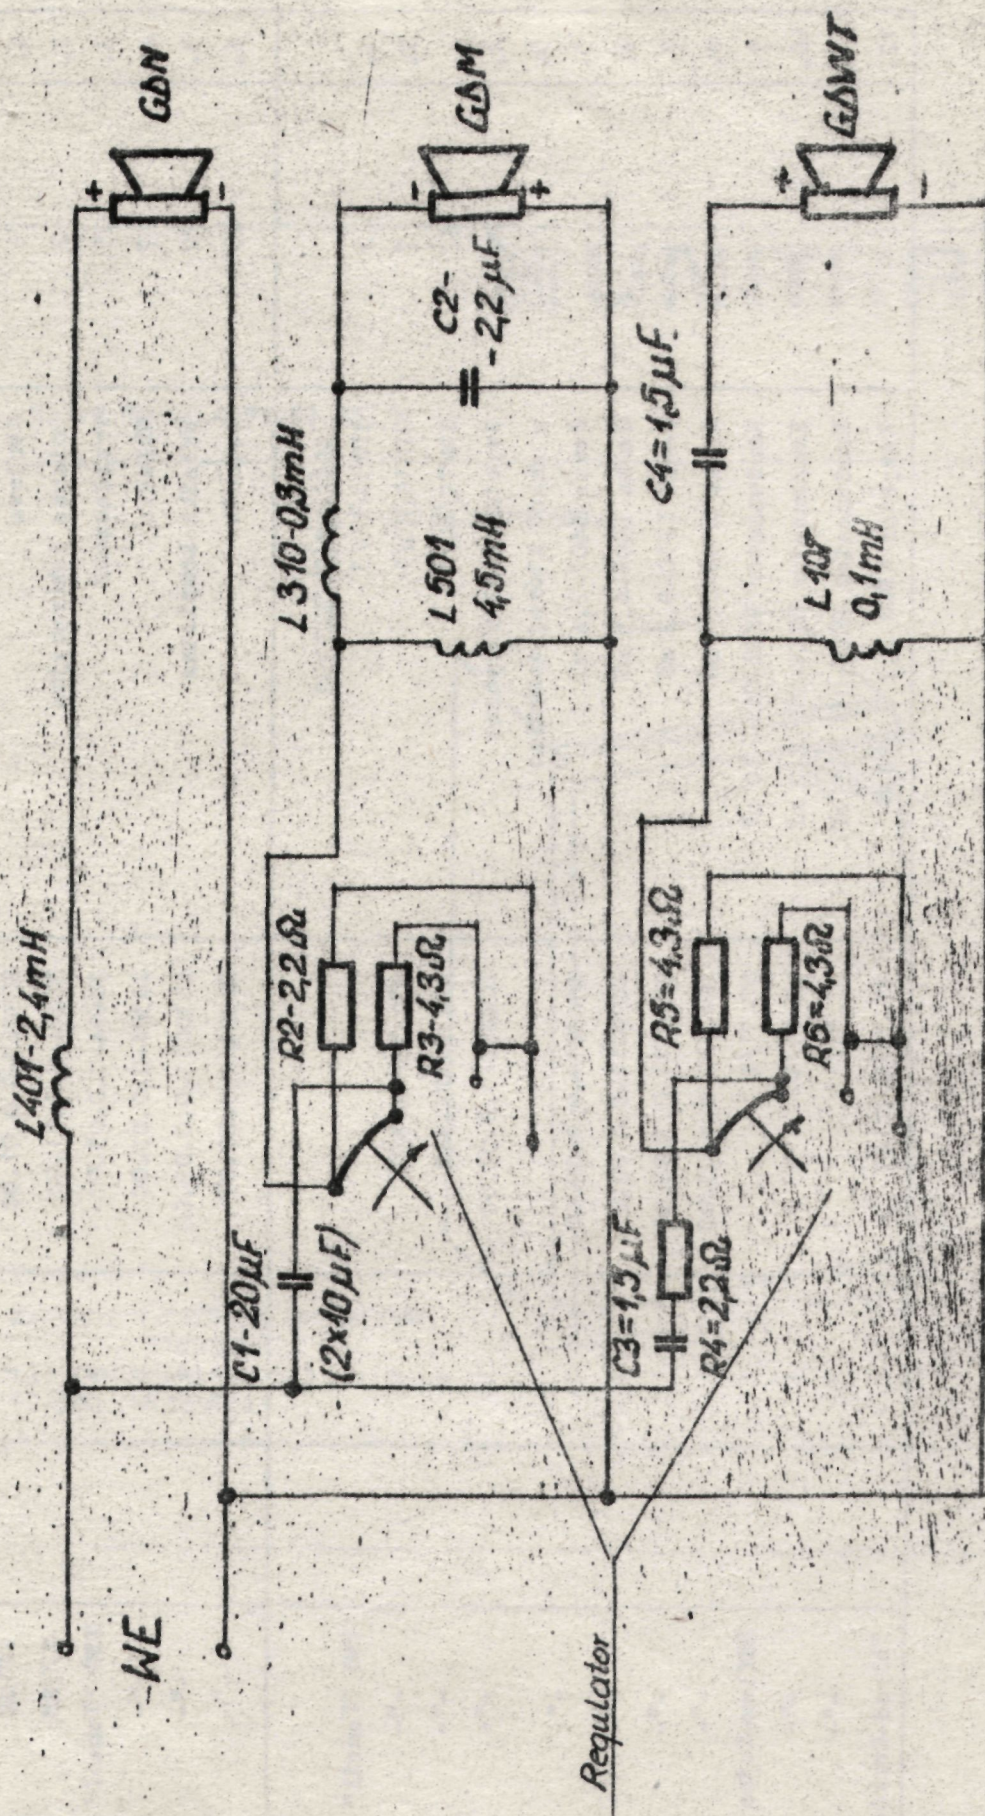 WE
L401-2,4mH
+
-
GDN
C1-20µF
(2x10µF)
R2-2,2Ω
R3-4,3Ω
L310-0,3mH
L501
4,5mH
C2-
-2,2µF
-
+
GDM
C3=1,5µF
R4=2,2Ω
R5=4,3Ω
R6=4,3Ω
C4=1,5µF
L107
0,1mH
+
-
GDWT
Regulator